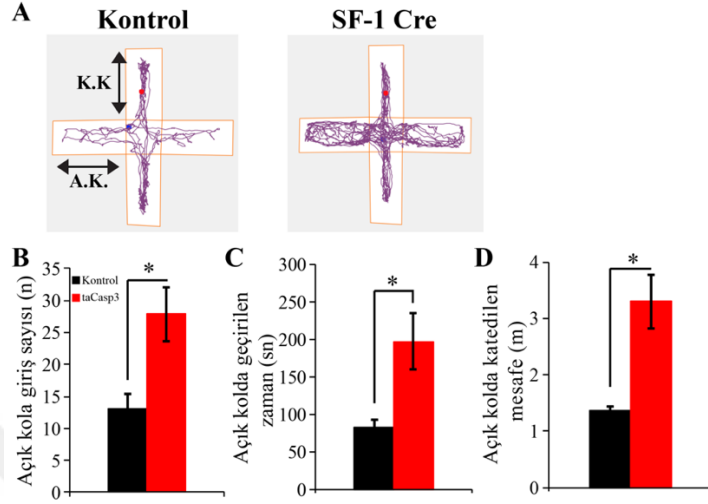 A
Kontrol
SF-1 Cre
K.K
A.K.
B
Açık kola giriş sayısı (n)
35
30
25
20
15
10
5
0
Kontrol
taCasp3
*
C
Açık kolda geçirilen
zaman (sn)
300
250
200
150
100
50
0
*
D
Açık kolda katedilen
mesafe (m)
4
3
2
1
0
*